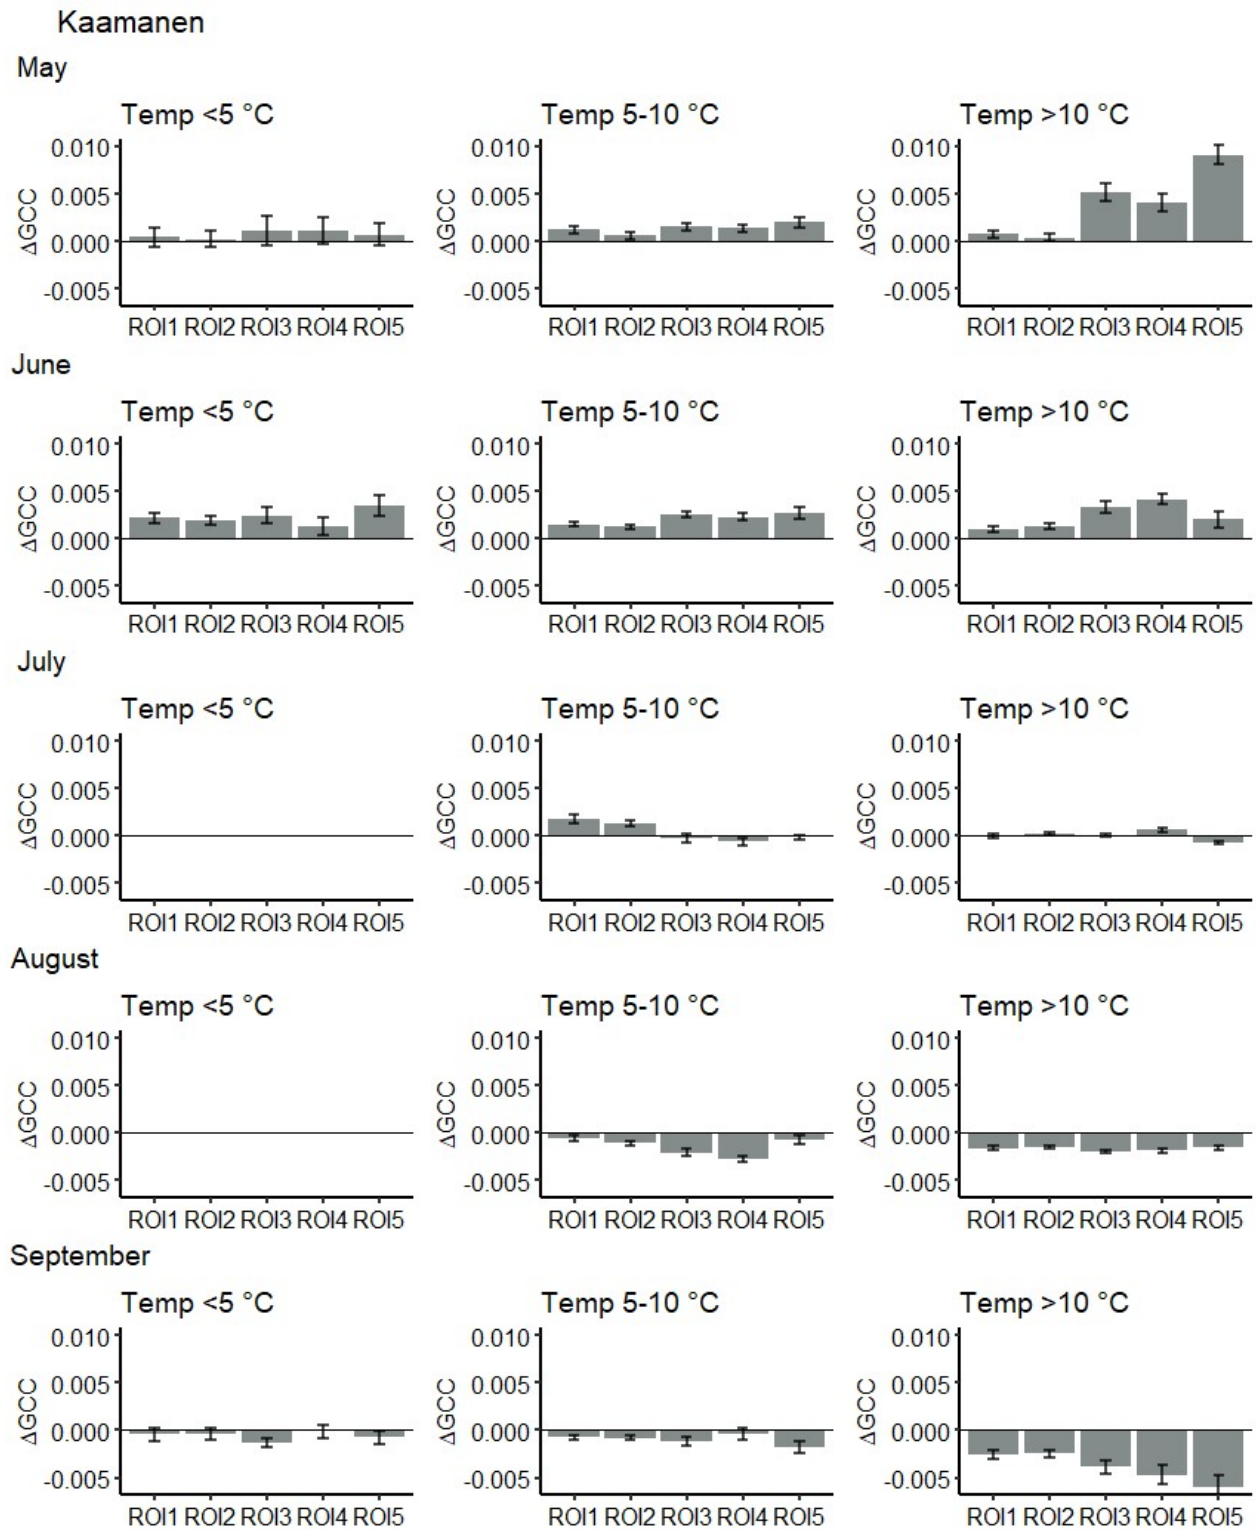 Kaamanen
May
Temp <5 °C Temp 5-10 °C Temp >10 °C
0.010 0.010 0.010
0.005 0.005 0.005
ΔGCC ΔGCC ΔGCC
0.000 0.000 0.000
-0.005 -0.005 -0.005
ROI1 ROI2 ROI3 ROI4 ROI5 ROI1 ROI2 ROI3 ROI4 ROI5 ROI1 ROI2 ROI3 ROI4 ROI5
June
Temp <5 °C Temp 5-10 °C Temp >10 °C
0.010 0.010 0.010
0.005 0.005 0.005
ΔGCC ΔGCC ΔGCC
0.000 0.000 0.000
-0.005 -0.005 -0.005
ROI1 ROI2 ROI3 ROI4 ROI5 ROI1 ROI2 ROI3 ROI4 ROI5 ROI1 ROI2 ROI3 ROI4 ROI5
July
Temp <5 °C Temp 5-10 °C Temp >10 °C
0.010 0.010 0.010
0.005 0.005 0.005
ΔGCC ΔGCC ΔGCC
0.000 0.000 0.000
-0.005 -0.005 -0.005
ROI1 ROI2 ROI3 ROI4 ROI5 ROI1 ROI2 ROI3 ROI4 ROI5 ROI1 ROI2 ROI3 ROI4 ROI5
August
Temp <5 °C Temp 5-10 °C Temp >10 °C
0.010 0.010 0.010
0.005 0.005 0.005
ΔGCC ΔGCC ΔGCC
0.000 0.000 0.000
-0.005 -0.005 -0.005
ROI1 ROI2 ROI3 ROI4 ROI5 ROI1 ROI2 ROI3 ROI4 ROI5 ROI1 ROI2 ROI3 ROI4 ROI5
September
Temp <5 °C Temp 5-10 °C Temp >10 °C
0.010 0.010 0.010
0.005 0.005 0.005
ΔGCC ΔGCC ΔGCC
0.000 0.000 0.000
-0.005 -0.005 -0.005
ROI1 ROI2 ROI3 ROI4 ROI5 ROI1 ROI2 ROI3 ROI4 ROI5 ROI1 ROI2 ROI3 ROI4 ROI5